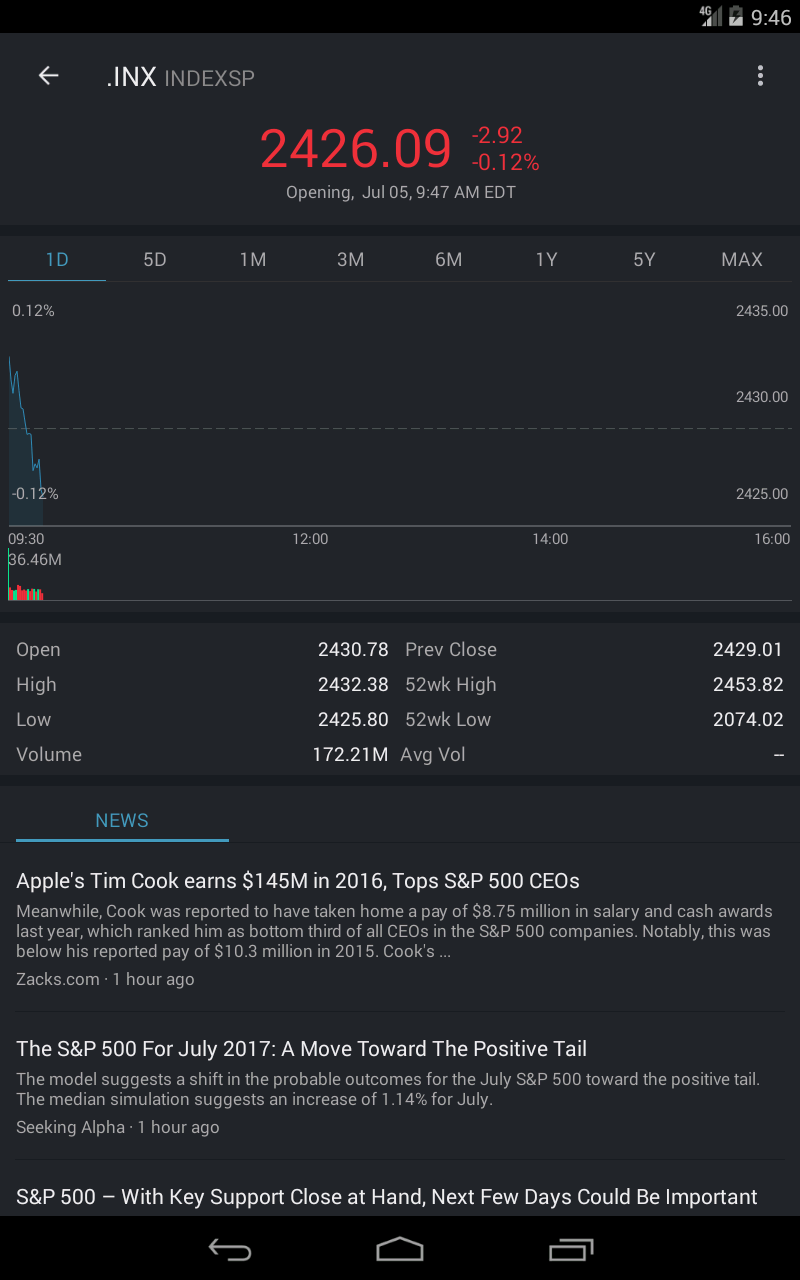 4G 9:46
.INX INDEXSP
2426.09 -2.92
-0.12%
Opening, Jul 05, 9:47 AM EDT
1D 5D 1M 3M 6M 1Y 5Y MAX
0.12% 2435.00
2430.00
-0.12% 2425.00
09:30 12:00 14:00 16:00
36.46M
Open 2430.78 Prev Close 2429.01
High 2432.38 52wk High 2453.82
Low 2425.80 52wk Low 2074.02
Volume 172.21M Avg Vol --
NEWS
Apple's Tim Cook earns $145M in 2016, Tops S&P 500 CEOs
Meanwhile, Cook was reported to have taken home a pay of $8.75 million in salary and cash awards
last year, which ranked him as bottom third of all CEOs in the S&P 500 companies. Notably, this was
below his reported pay of $10.3 million in 2015. Cook's ...
Zacks.com · 1 hour ago
The S&P 500 For July 2017: A Move Toward The Positive Tail
The model suggests a shift in the probable outcomes for the July S&P 500 toward the positive tail.
The median simulation suggests an increase of 1.14% for July.
Seeking Alpha · 1 hour ago
S&P 500 – With Key Support Close at Hand, Next Few Days Could Be Important